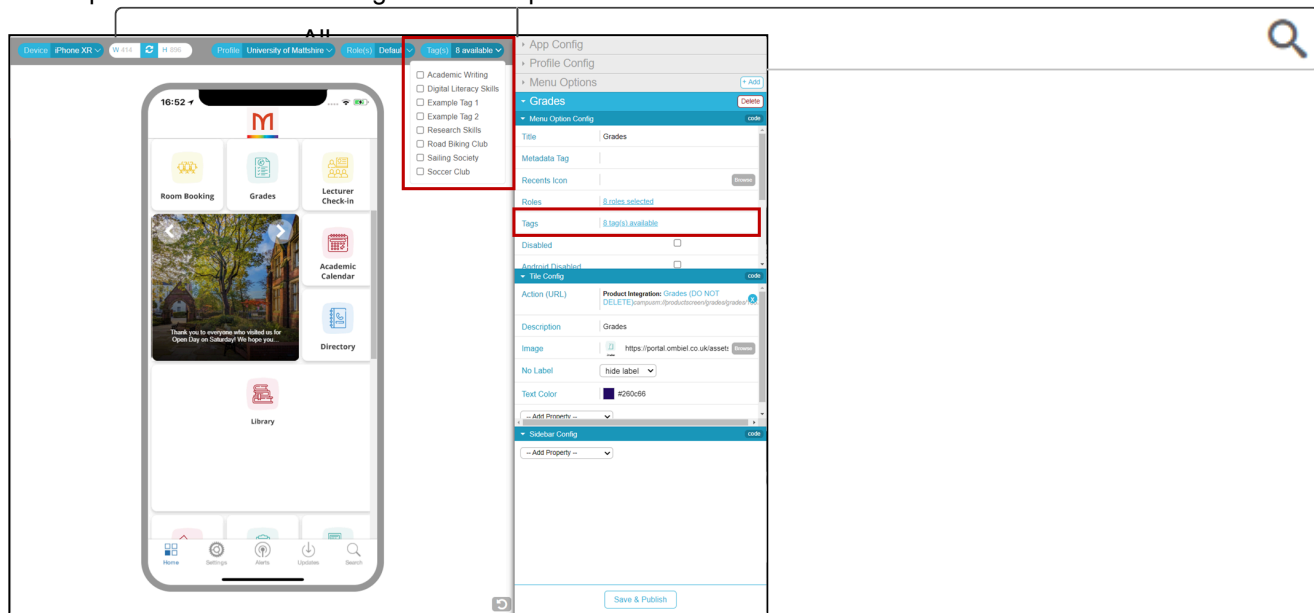 All
Device iPhone XR W 414 H 896 Profile University of Mattshire Role(s) Default Tag(s) 8 available
Academic Writing
Digital Literacy Skills
Example Tag 1
Example Tag 2
Research Skills
Road Biking Club
Sailing Society
Soccer Club
16:52
Room Booking
Grades
Lecturer
Check-in
Academic
Calendar
Thank you to everyone who visited us for
Open Day on Saturday! We hope you...
Directory
Library
Home Settings Alerts Updates Search
App Config
Profile Config
Menu Options + Add
Grades Delete
Menu Option Config code
Title Grades
Metadata Tag
Recents Icon Browse
Roles 8 roles selected
Tags 8 tag(s) available
Disabled
Android Disabled
Tile Config code
Action (URL) Product Integration: Grades (DO NOT
DELETE)campusm://productscreen/grades/grades/
Description Grades
Image https://portal.ombiel.co.uk/assets Browse
No Label hide label
Text Color #260c66
-- Add Property --
Sidebar Config code
-- Add Property --
Save & Publish